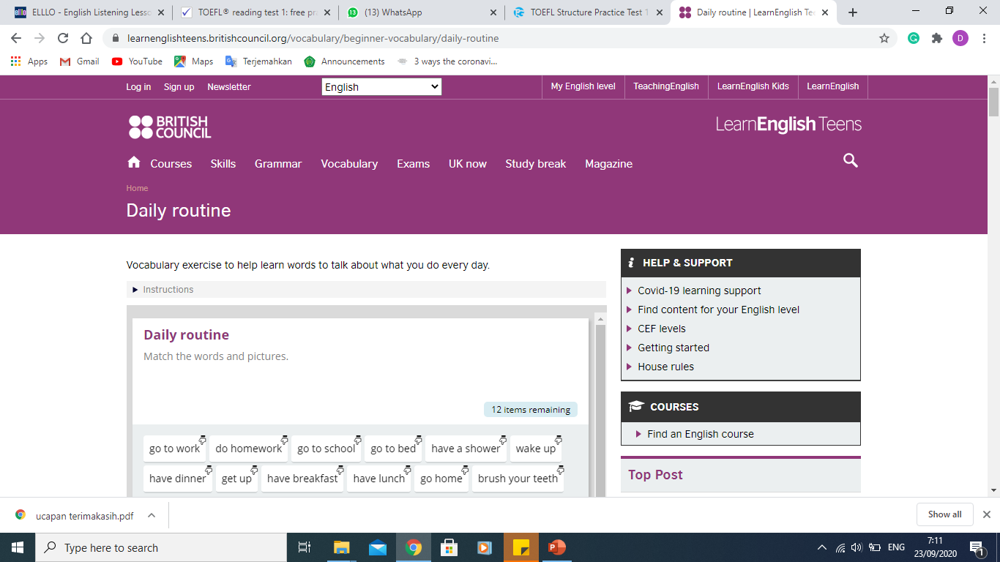 ELLLO - English Listening Lesso
TOEFL® reading test 1: free pra
(13) WhatsApp
TOEFL Structure Practice Test 1
Daily routine | LearnEnglish Tee
learnenglishteens.britishcouncil.org/vocabulary/beginner-vocabulary/daily-routine
D
Apps Gmail YouTube Maps Terjemahkan Announcements 3 ways the coronavi...
Log in Sign up Newsletter English My English level TeachingEnglish LearnEnglish Kids LearnEnglish
BRITISH
COUNCIL
LearnEnglish Teens
Courses Skills Grammar Vocabulary Exams UK now Study break Magazine
Home
Daily routine
Vocabulary exercise to help learn words to talk about what you do every day.
Instructions
Daily routine
Match the words and pictures.
12 items remaining
go to work do homework go to school go to bed have a shower wake up
have dinner get up have breakfast have lunch go home brush your teeth
HELP & SUPPORT
Covid-19 learning support
Find content for your English level
CEF levels
Getting started
House rules
COURSES
Find an English course
Top Post
ucapan terimakasih.pdf
Show all
Type here to search
ENG
7:11
23/09/2020
1